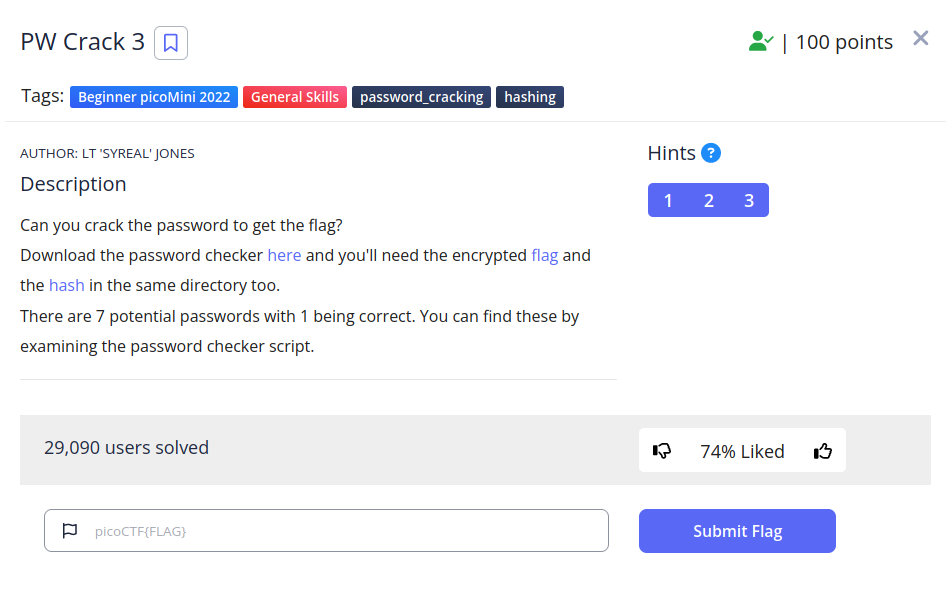 PW Crack 3
| 100 points
Tags: Beginner picoMini 2022 General Skills password_cracking hashing
AUTHOR: LT 'SYREAL' JONES
Description
Can you crack the password to get the flag?
Download the password checker here and you'll need the encrypted flag and
the hash in the same directory too.
There are 7 potential passwords with 1 being correct. You can find these by
examining the password checker script.
Hints ?
1 2 3
29,090 users solved
74% Liked
picoCTF{FLAG}
Submit Flag